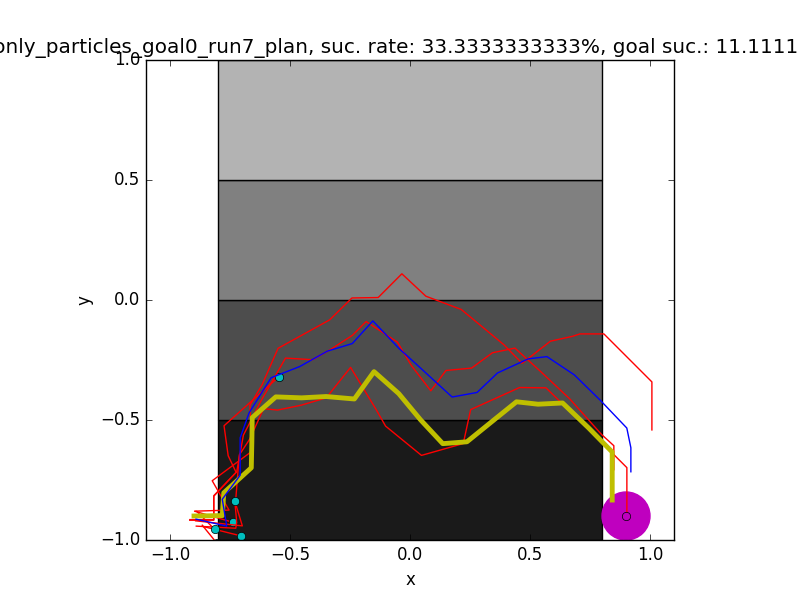 only_particles_goal0_run7_plan, suc. rate: 33.3333333333%, goal suc.: 11.1111
1.0
0.5
0.0
−0.5
−1.0
y
−1.0 −0.5 0.0 0.5 1.0
x